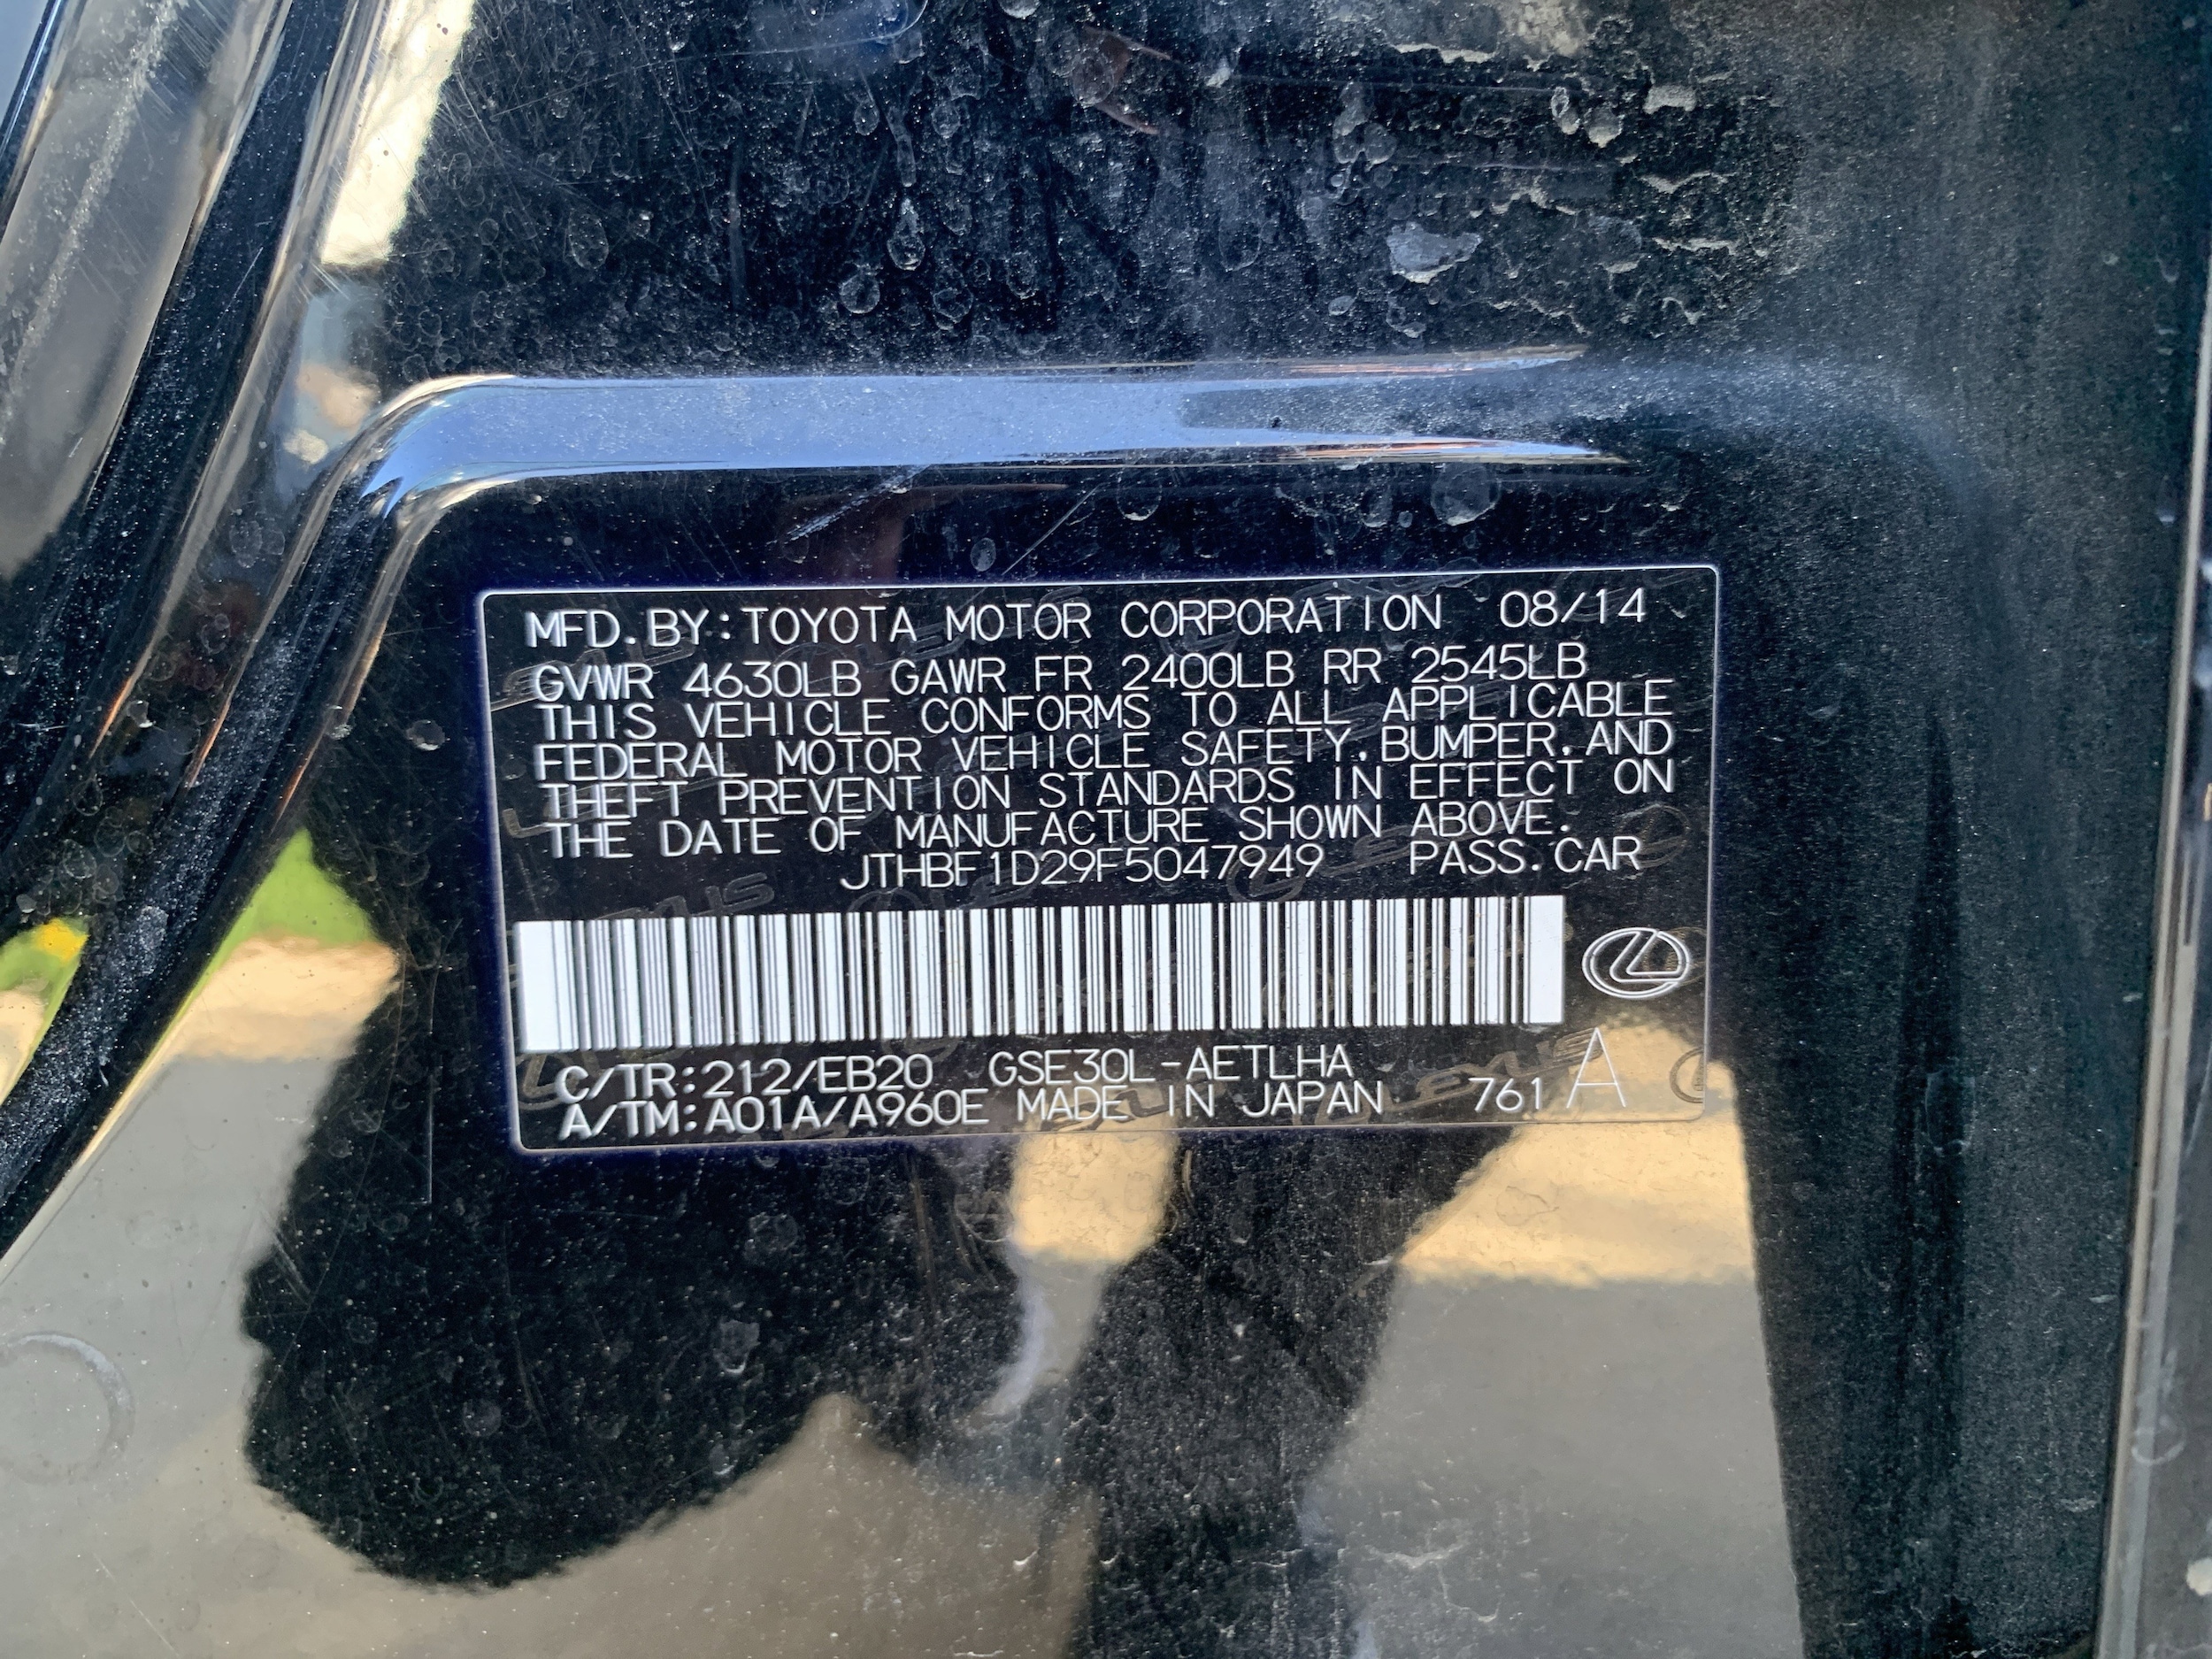 MFD.BY:TOYOTA MOTOR CORPORATION 08/14
GVWR 4630LB GAWR FR 2400LB RR 2545LB
THIS VEHICLE CONFORMS TO ALL APPLICABLE
FEDERAL MOTOR VEHICLE SAFETY.BUMPER.AND
THEFT PREVENTION STANDARDS IN EFFECT ON
THE DATE OF MANUFACTURE SHOWN ABOVE.
JTHBF1D29F5047949 PASS.CAR
C/TR:212/EB20 GSE30L-AETLHA
A/TM:A01A/A960E MADE IN JAPAN 761 A